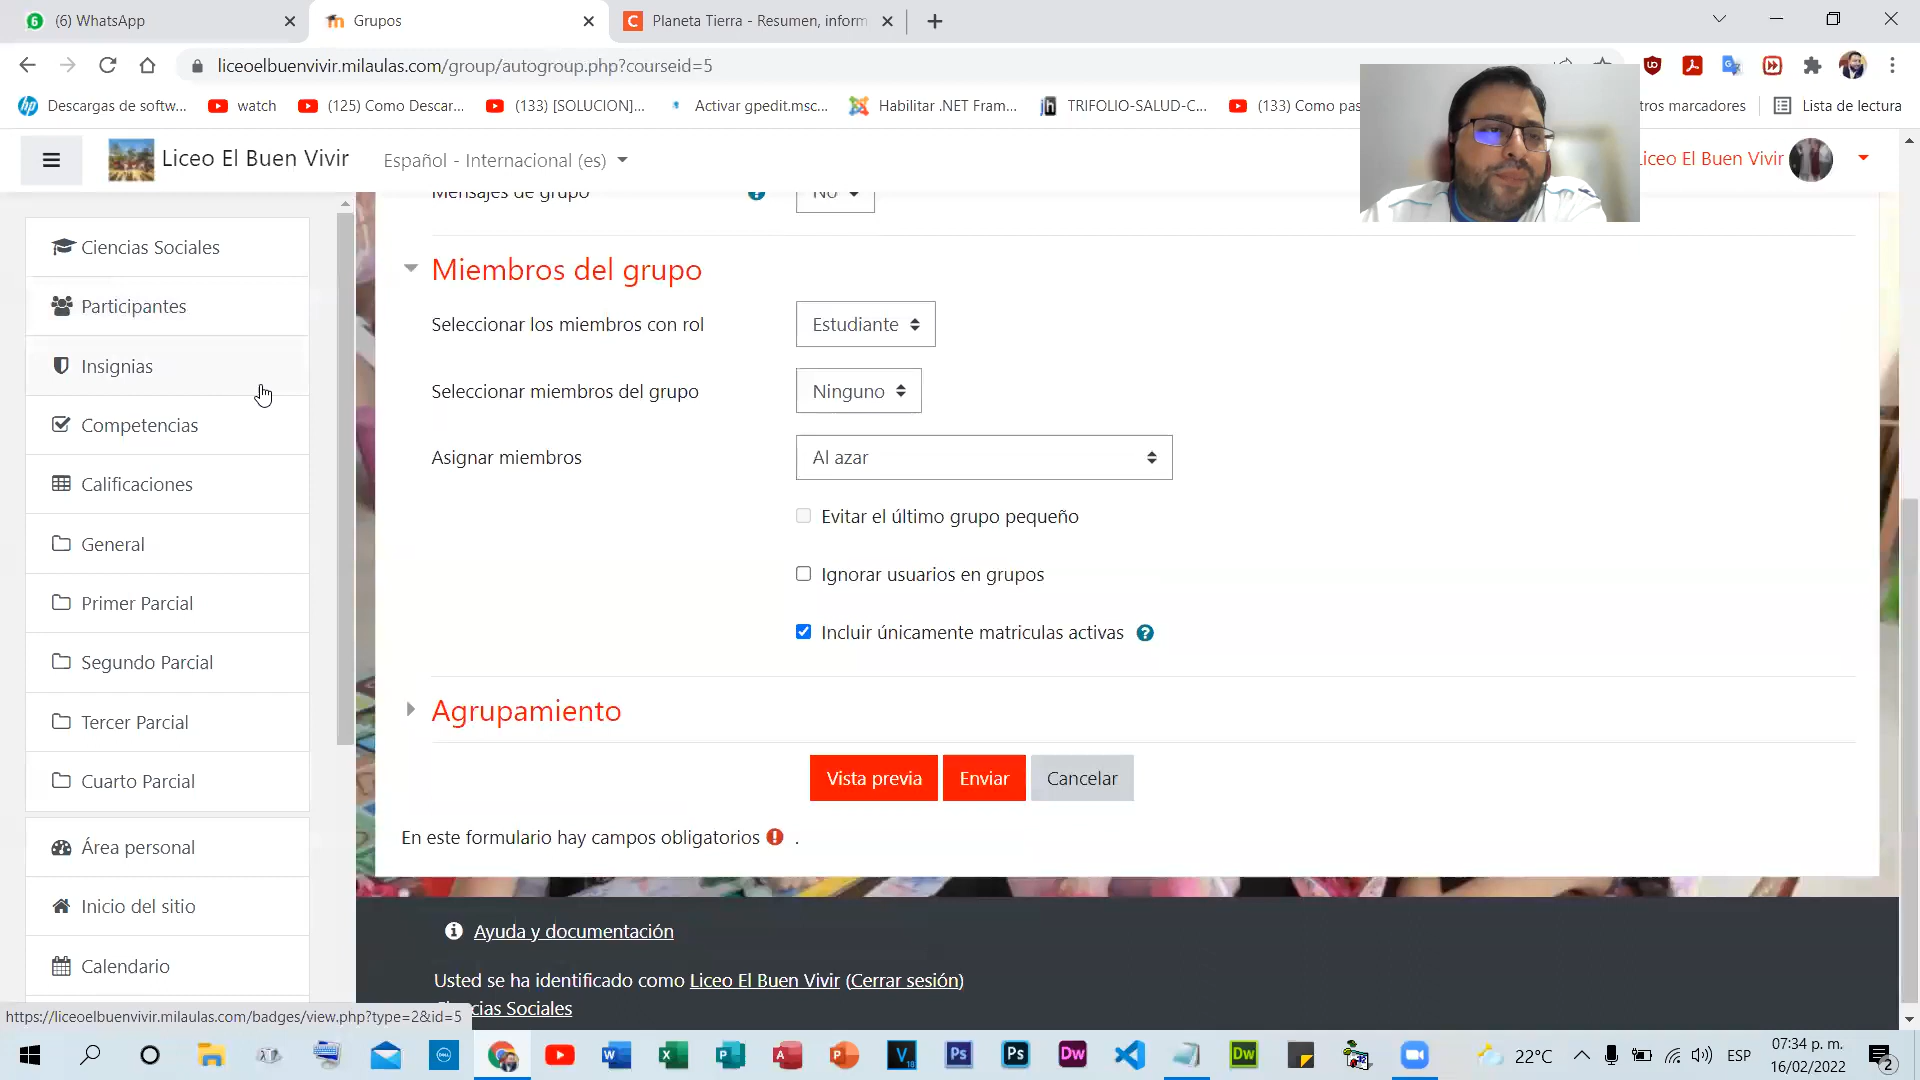 (6) WhatsApp
Grupos
Planeta Tierra - Resumen, inform
liceoelbuenvivir.milaulas.com/group/autogroup.php?courseid=5
Descargas de softw...
watch
(125) Como Descar...
(133) [SOLUCION]...
Activar gpedit.msc...
Habilitar .NET Fram...
TRIFOLIO-SALUD-C...
(133) Como pas
tros marcadores
Lista de lectura
Liceo El Buen Vivir
Español - Internacional (es)
Liceo El Buen Vivir
Ciencias Sociales
Participantes
Insignias
Competencias
Calificaciones
General
Primer Parcial
Segundo Parcial
Tercer Parcial
Cuarto Parcial
Área personal
Inicio del sitio
Calendario
Mensajes de grupo
No
Miembros del grupo
Seleccionar los miembros con rol
Estudiante
Seleccionar miembros del grupo
Ninguno
Asignar miembros
Al azar
Evitar el último grupo pequeño
Ignorar usuarios en grupos
Incluir únicamente matriculas activas
Agrupamiento
Vista previa
Enviar
Cancelar
En este formulario hay campos obligatorios .
Ayuda y documentación
Usted se ha identificado como Liceo El Buen Vivir (Cerrar sesión)
cias Sociales
https://liceoelbuenvivir.milaulas.com/badges/view.php?type=2&id=5
22°C
ESP
07:34 p. m.
16/02/2022
2